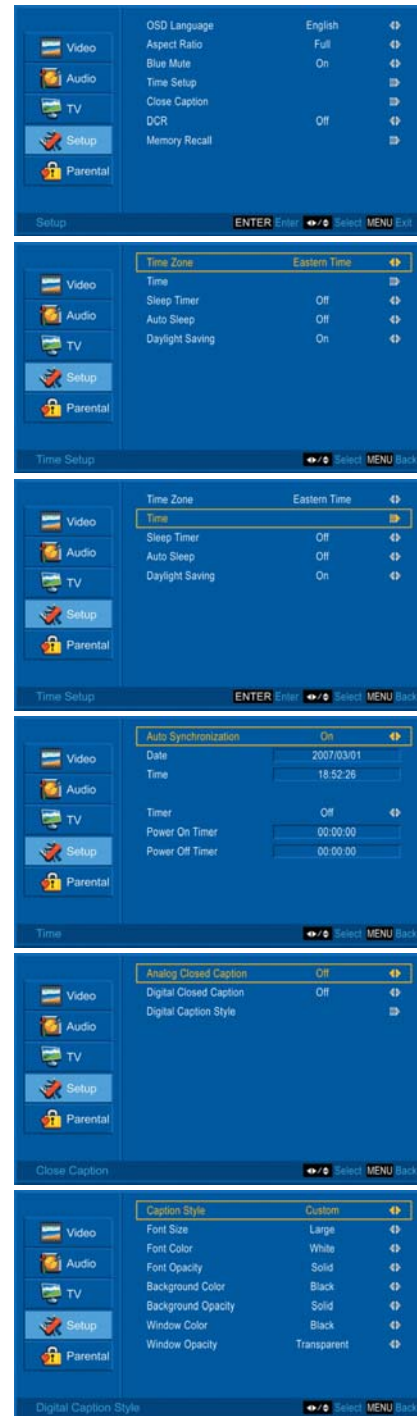 OSD Language English
Video Aspect Ratio Full
Blue Mute On
Audio Time Setup
TV Close Caption
DCR Off
Setup Memory Recall
Parental
Setup ENTER Enter / Select MENU Exit
Time Zone Eastern Time
Video Time
Sleep Timer Off
Audio Auto Sleep Off
TV Daylight Saving On
Setup
Parental
Time Setup / Select MENU Back
Time Zone Eastern Time
Video Time
Sleep Timer Off
Audio Auto Sleep Off
TV Daylight Saving On
Setup
Parental
Time Setup ENTER Enter / Select MENU Back
Auto Synchronization On
Video Date 2007/03/01
Time 18:52:26
Audio
TV Timer Off
Power On Timer 00:00:00
Setup Power Off Timer 00:00:00
Parental
Time / Select MENU Back
Analog Closed Caption Off
Video Digital Closed Caption Off
Digital Caption Style
Audio
TV
Setup
Parental
Close Caption / Select MENU Back
Caption Style Custom
Video Font Size Large
Font Color White
Audio Font Opacity Solid
TV Background Color Black
Background Opacity Solid
Setup Window Color Black
Parental Window Opacity Transparent
Digital Caption Style / Select MENU Back